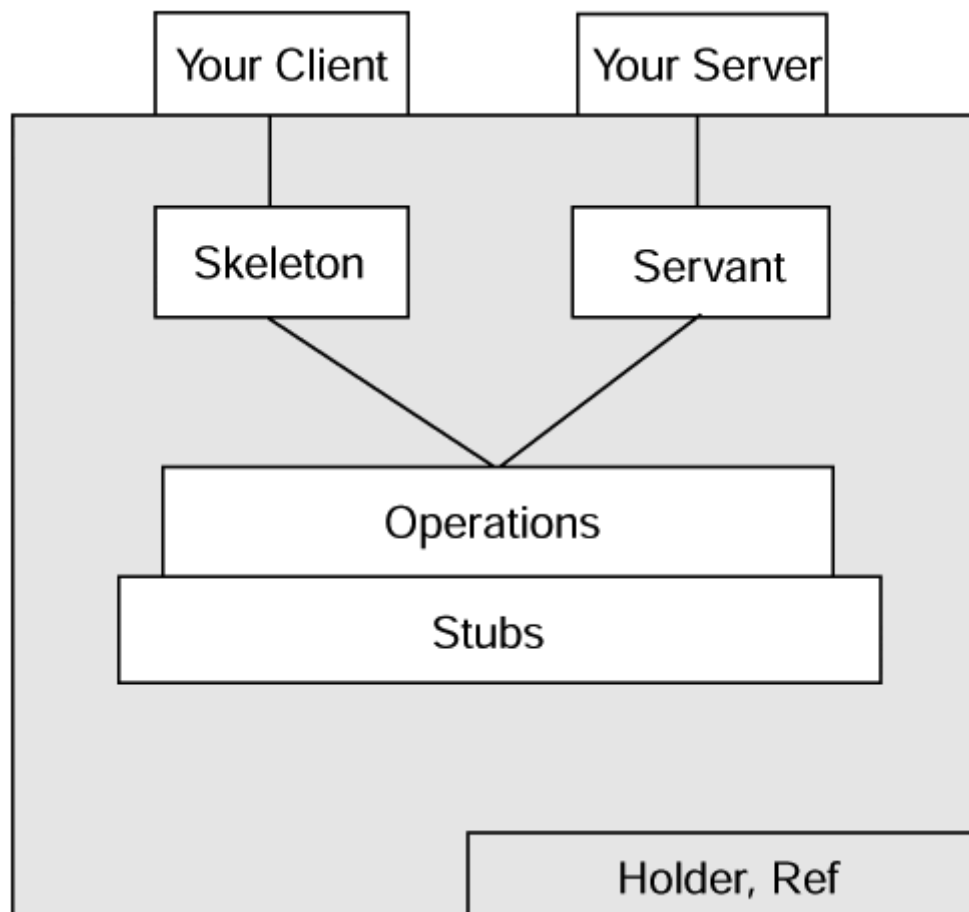 Your Client
Your Server
Skeleton
Servant
Operations
Stubs
Holder, Ref